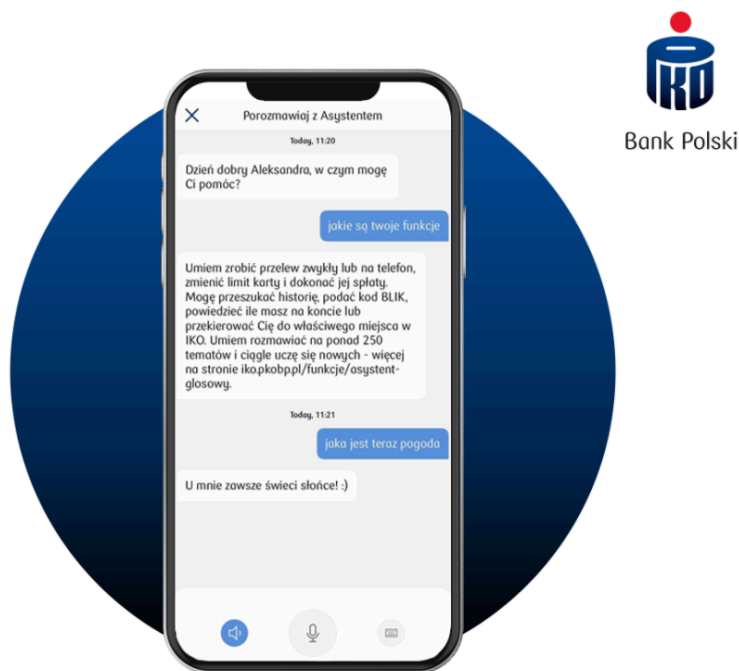 PKO
Bank Polski
Porozmawiaj z Asystentem
Today, 11:20
Dzień dobry Aleksandra, w czym mogę
Ci pomóc?
jakie są twoje funkcje
Umiem zrobić przelew zwykły lub na telefon,
zmienić limit karty i dokonać jej spłaty.
Mogę przeszukać historię, podać kod BLIK,
powiedzieć ile masz na koncie lub
przekierować Cię do właściwego miejsca w
IKO. Umiem rozmawiać na ponad 250
tematów i ciągle uczę się nowych - więcej
na stronie iko.pkobp.pl/funkcje/asystent-
glosowy.
Today, 11:21
jaka jest teraz pogoda
U mnie zawsze świeci słońce! :)